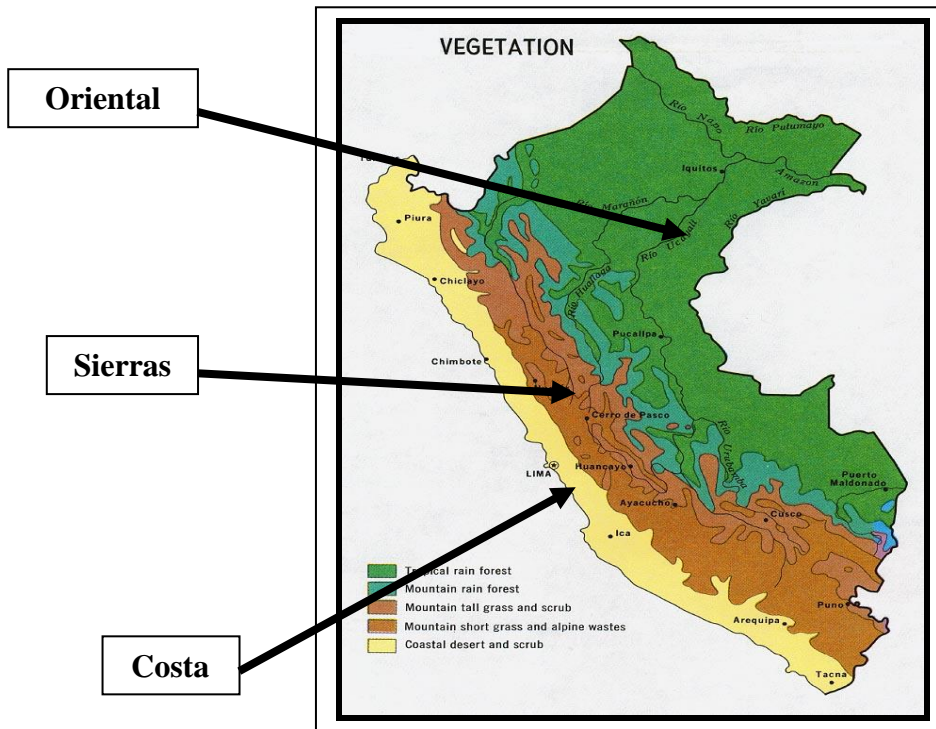 VEGETATION
Oriental
Río Napo
Río Putumayo
Iquitos
Amazon
Río Marañón
Río Yavari
Río Ucayali
Piura
Río Huallaga
Chiclayo
Pucallpa
Sierras
Chimbote
Cerro de Pasco
Río Urubamba
LIMA
Huancayo
Puerto
Maldonado
Ayacucho
Cusco
Ica
Tropical rain forest
Mountain rain forest
Mountain tall grass and scrub
Mountain short grass and alpine wastes
Coastal desert and scrub
Puno
Arequipa
Costa
Tacna